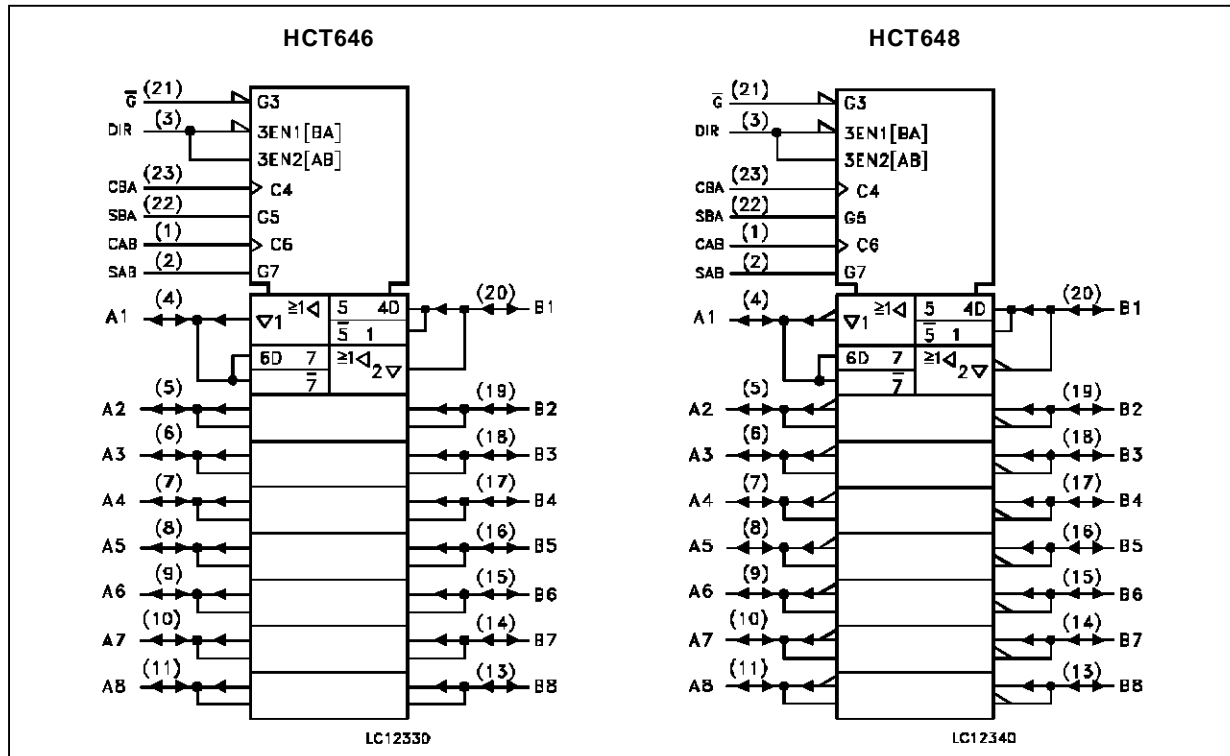 HCT646
G̅ (21) G3
DIR (3) 3EN1[BA]
3EN2[AB]
CBA (23) C4
SBA (22) G5
CAB (1) C6
SAB (2) G7
A1 (4) ▽1 ≥1◁ 5 4D (20) B1
5̅ 1
6D 7 ≥1◁ 2▽
7̅
A2 (5) (19) B2
A3 (6) (18) B3
A4 (7) (17) B4
A5 (8) (16) B5
A6 (9) (15) B6
A7 (10) (14) B7
A8 (11) (13) B8
LC12330
HCT648
G̅ (21) G3
DIR (3) 3EN1[BA]
3EN2[AB]
CBA (23) C4
SBA (22) G5
CAB (1) C6
SAB (2) G7
A1 (4) ▽1 ≥1◁ 5 4D (20) B1
5̅ 1
6D 7 ≥1◁ 2▽
7̅
A2 (5) (19) B2
A3 (6) (18) B3
A4 (7) (17) B4
A5 (8) (16) B5
A6 (9) (15) B6
A7 (10) (14) B7
A8 (11) (13) B8
LC12340